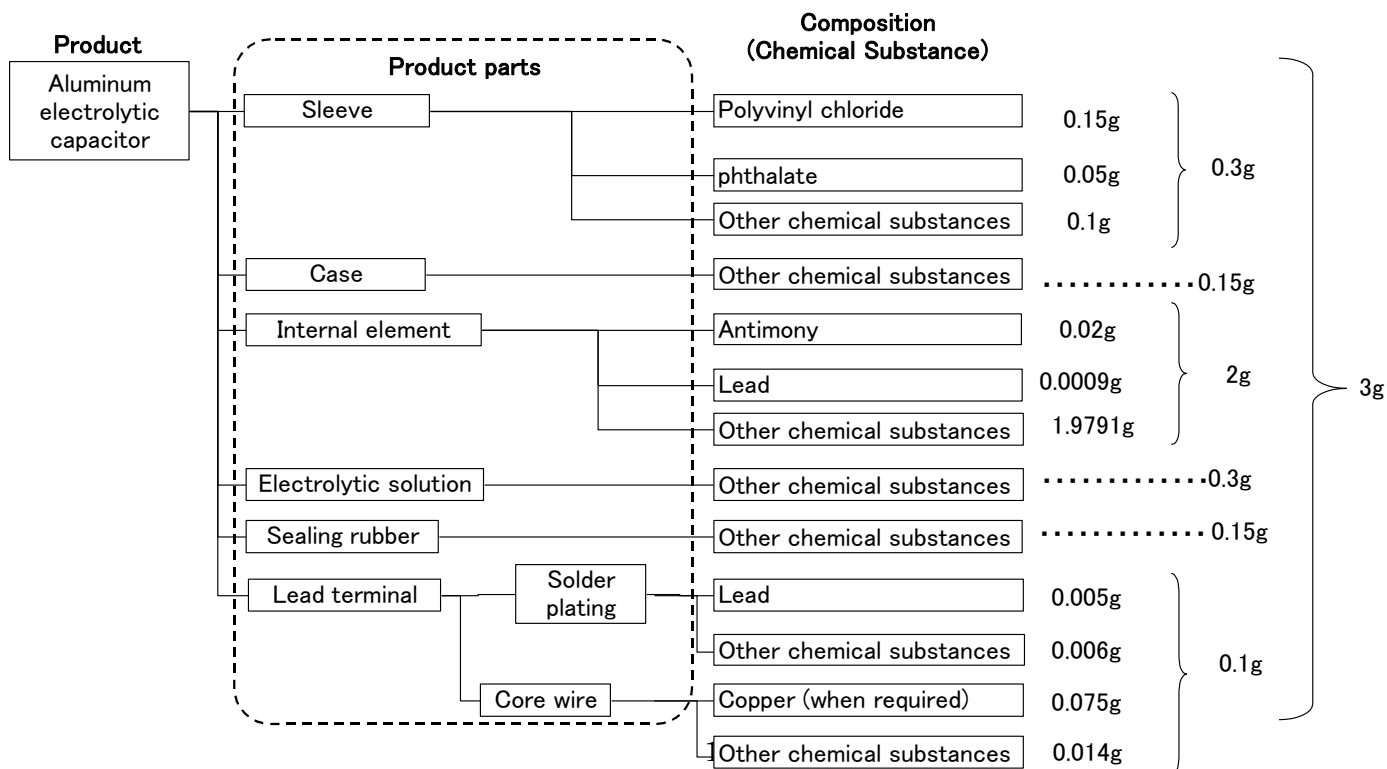 Composition
(Chemical Substance)
Product
Product parts
Aluminum
electrolytic
capacitor
Sleeve
Polyvinyl chloride
0.15g
phthalate
0.05g
0.3g
Other chemical substances
0.1g
Case
Other chemical substances
............0.15g
Internal element
Antimony
0.02g
Lead
0.0009g
2g
3g
Other chemical substances
1.9791g
Electrolytic solution
Other chemical substances
.............0.3g
Sealing rubber
Other chemical substances
............. 0.15g
Lead terminal
Solder
plating
Lead
0.005g
Other chemical substances
0.006g
0.1g
Core wire
Copper (when required)
0.075g
1
Other chemical substances
0.014g